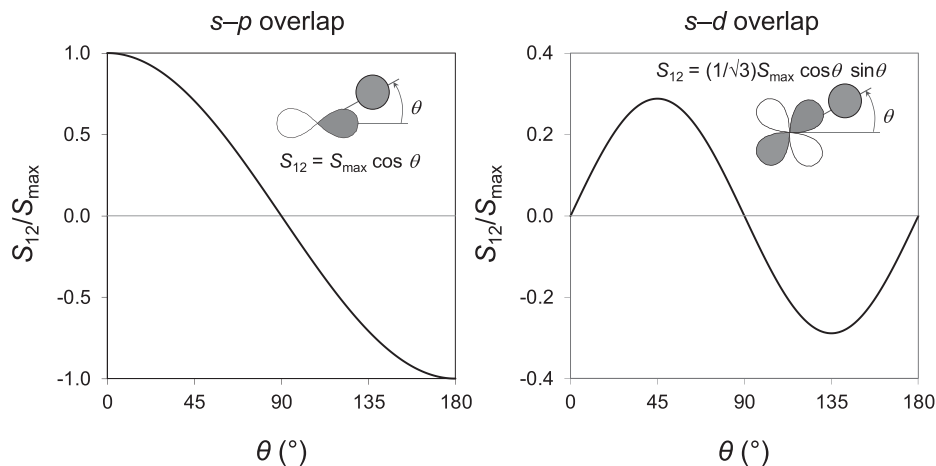 s–p overlap
1.0
0.5
0.0
-0.5
-1.0
0
45
90
135
180
S₁₂/Sₘₐₓ
θ (°)
θ
S₁₂ = Sₘₐₓ cos θ
s–d overlap
0.4
0.2
0.0
-0.2
-0.4
0
45
90
135
180
S₁₂/Sₘₐₓ
θ (°)
S₁₂ = (1/√3)Sₘₐₓ cosθ sinθ
θ